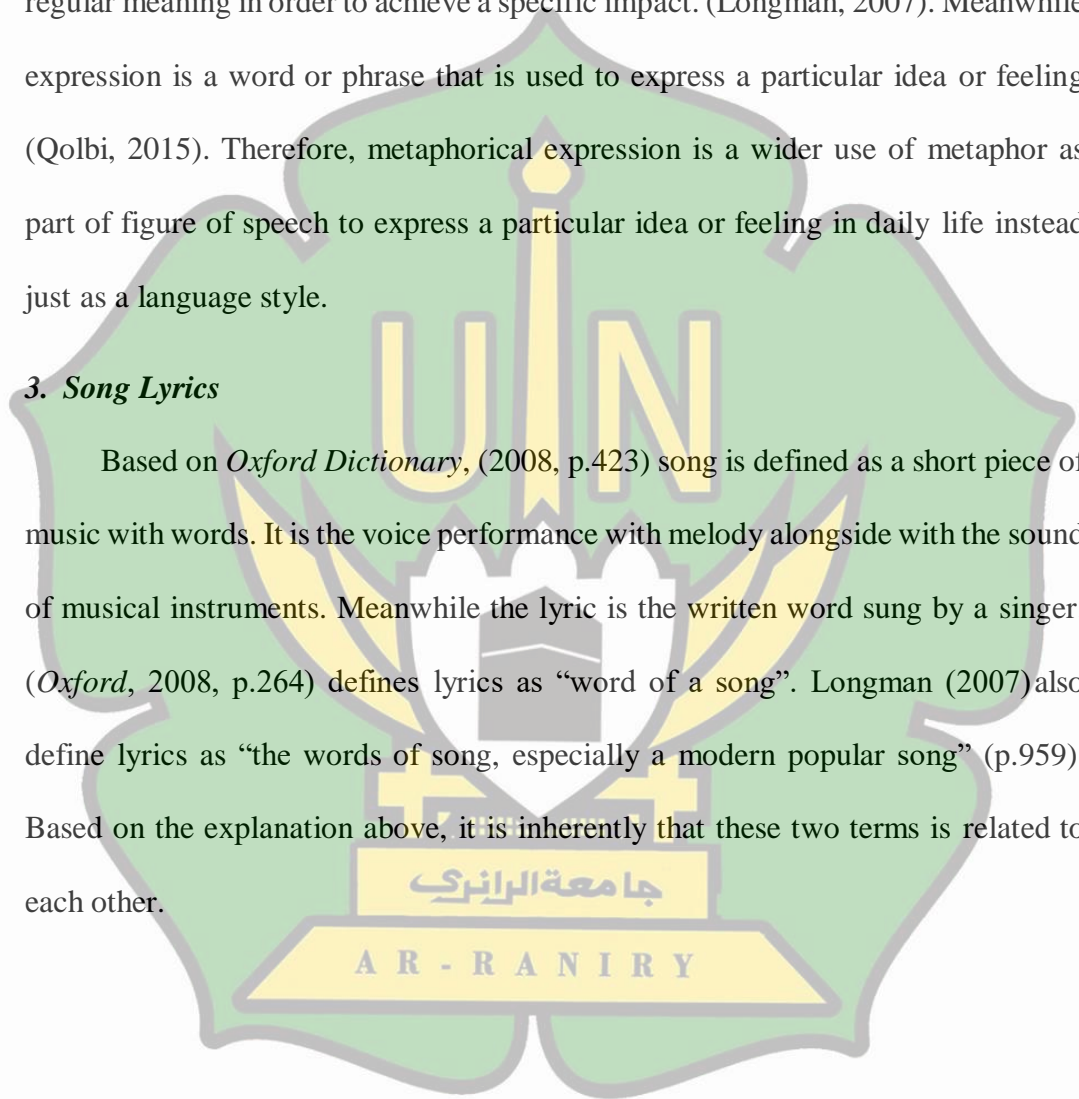 regular meaning in order to achieve a specific impact. (Longman, 2007). Meanwhile
expression is a word or phrase that is used to express a particular idea or feeling
(Qolbi, 2015). Therefore, metaphorical expression is a wider use of metaphor as
part of figure of speech to express a particular idea or feeling in daily life instead
just as a language style.
UIN
3. Song Lyrics
Based on Oxford Dictionary, (2008, p.423) song is defined as a short piece of
music with words. It is the voice performance with melody alongside with the sound
of musical instruments. Meanwhile the lyric is the written word sung by a singer
(Oxford, 2008, p.264) defines lyrics as “word of a song”. Longman (2007)also
define lyrics as “the words of song, especially a modern popular song” (p.959)
Based on the explanation above, it is inherently that these two terms is related to
each other.
جامعةالرانري
AR-RANIRY